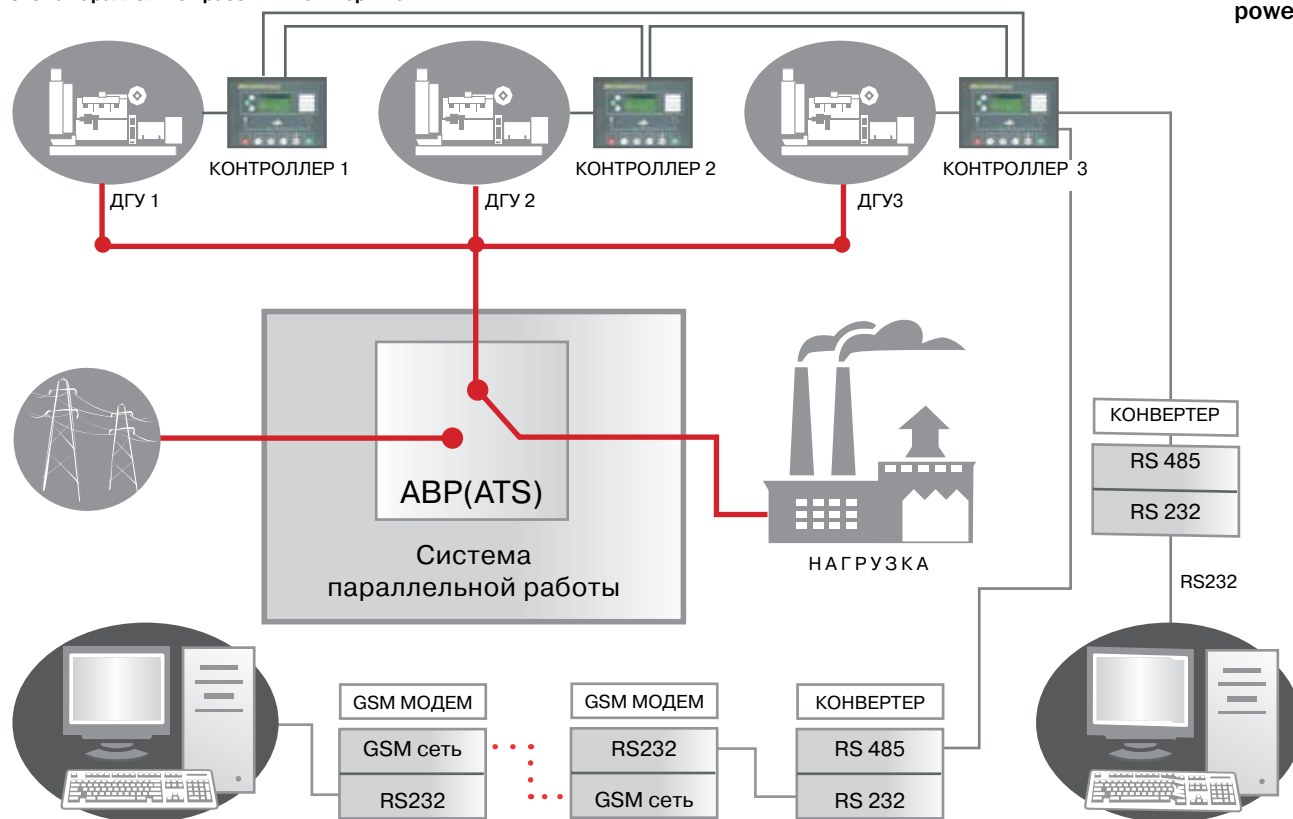 powe
КОНТРОЛЛЕР 1
КОНТРОЛЛЕР 2
КОНТРОЛЛЕР 3
ДГУ 1
ДГУ 2
ДГУ3
АВР(ATS)
Система
параллельной работы
НАГРУЗКА
КОНВЕРТЕР
RS 485
RS 232
RS232
GSM МОДЕМ
GSM сеть
RS232
GSM МОДЕМ
RS232
GSM сеть
КОНВЕРТЕР
RS 485
RS 232